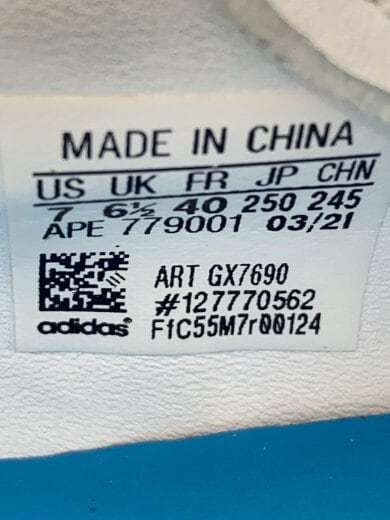 MADE IN CHINA
US UK FR JP CHN
7 6½ 40 250 245
APE 779001 03/21
ART GX7690
#127770562
adidas® FfC55M7r00124